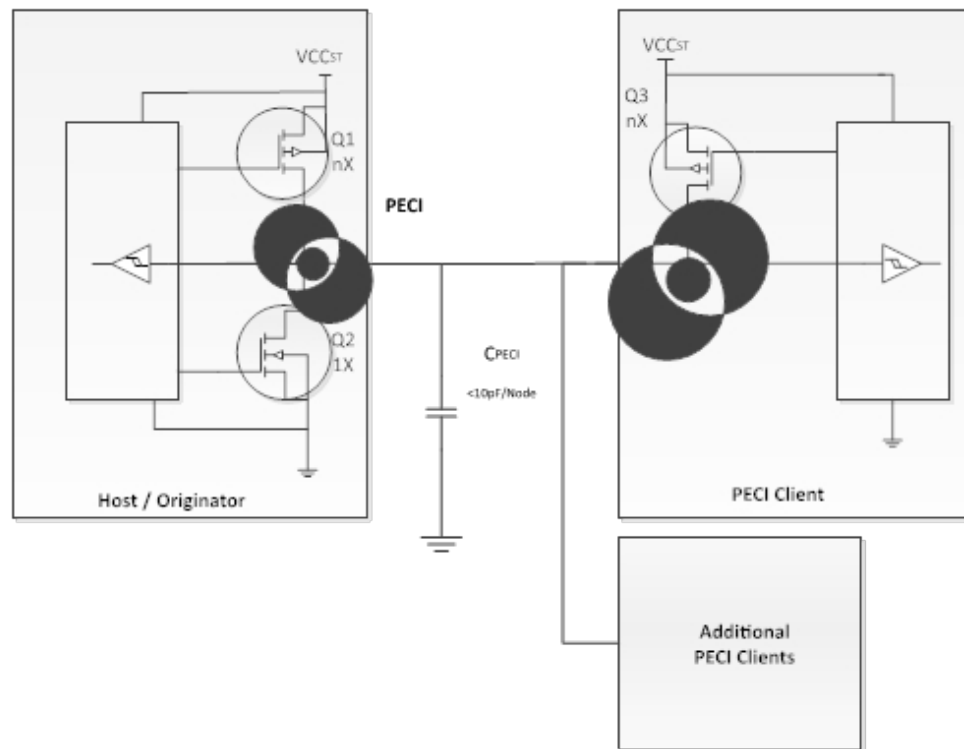 VCCST
Q1
nX
Q2
1X
Host / Originator
PECI
CPECI
<10pF/Node
VCCST
Q3
nX
PECI Client
Additional
PECI Clients